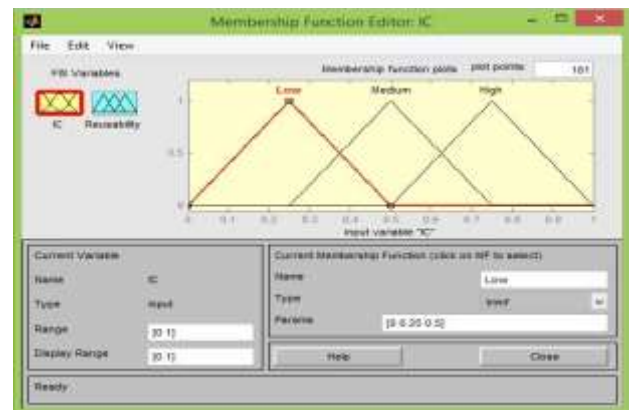 Membership Function Editor: IC
File Edit View
FIS Variables
IC
Reusability
Membership function plots plot points: 181
Low Medium High
1
0.5
0
0 0.1 0.2 0.3 0.4 0.5 0.6 0.7 0.8 0.9 1
input variable "IC"
Current Variable
Name IC
Type input
Range [0 1]
Display Range [0 1]
Current Membership Function (click on MF to select)
Name Low
Type trimf
Params [0 0.25 0.5]
Help Close
Ready